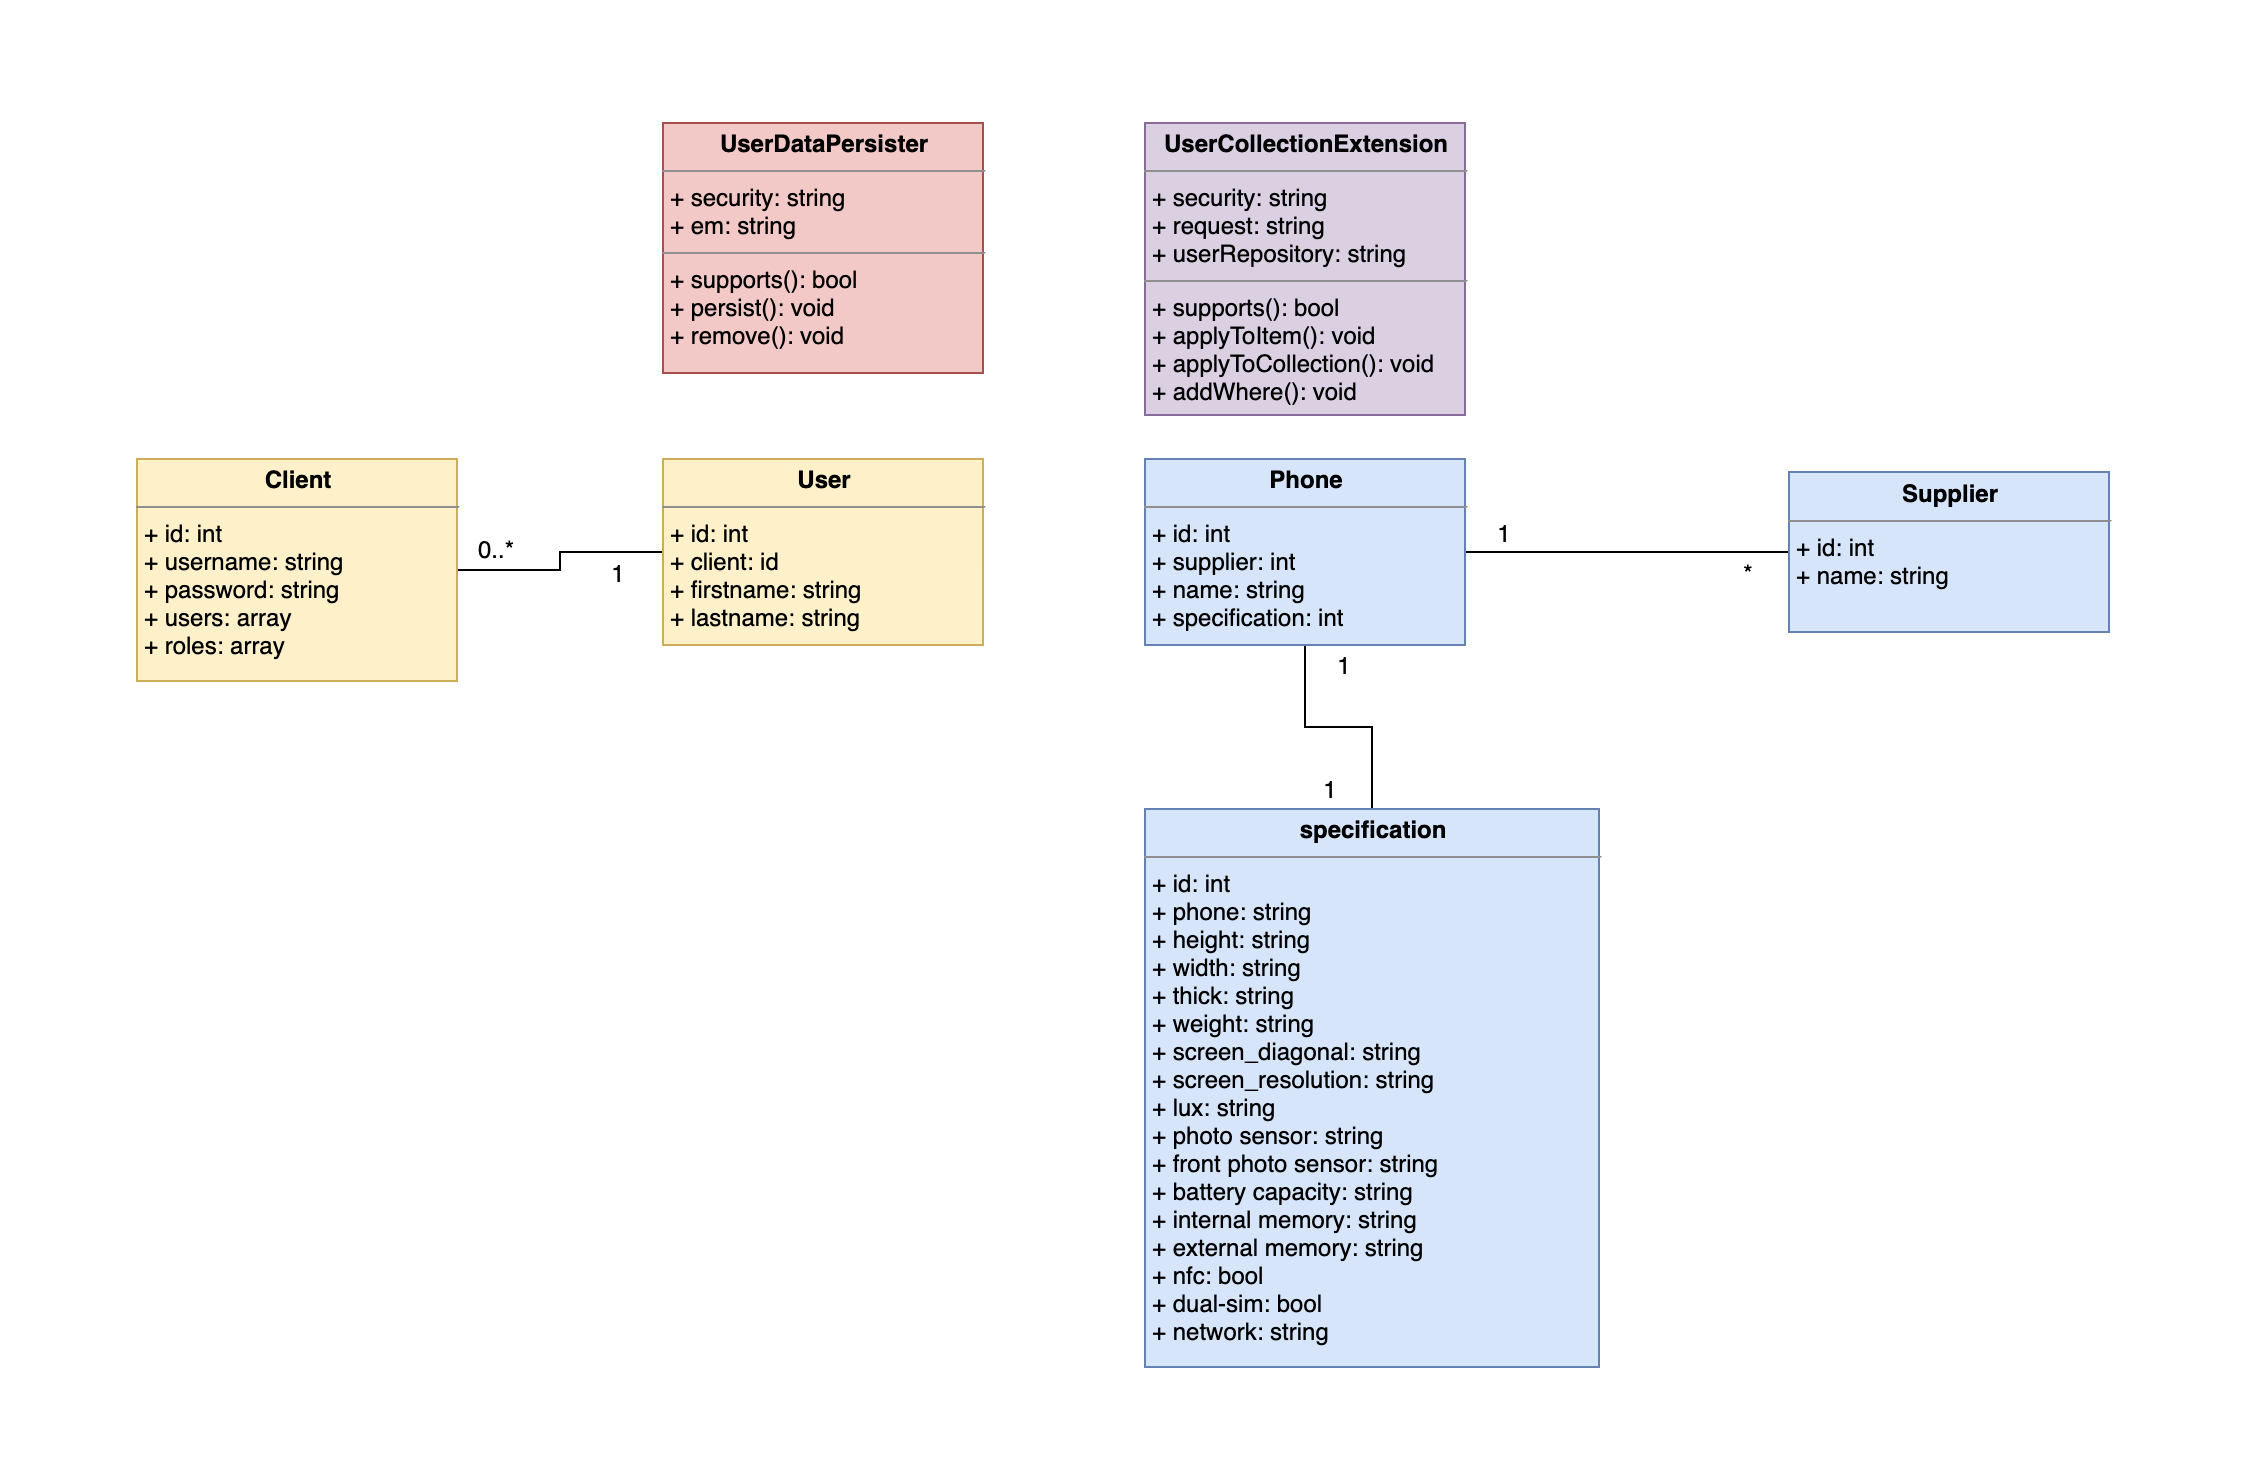 UserDataPersister
+ security: string
+ em: string
+ supports(): bool
+ persist(): void
+ remove(): void
UserCollectionExtension
+ security: string
+ request: string
+ userRepository: string
+ supports(): bool
+ applyToItem(): void
+ applyToCollection(): void
+ addWhere(): void
Client
+ id: int
+ username: string
+ password: string
+ users: array
+ roles: array
0..*
1
User
+ id: int
+ client: id
+ firstname: string
+ lastname: string
Phone
+ id: int
+ supplier: int
+ name: string
+ specification: int
1
*
Supplier
+ id: int
+ name: string
1
1
specification
+ id: int
+ phone: string
+ height: string
+ width: string
+ thick: string
+ weight: string
+ screen_diagonal: string
+ screen_resolution: string
+ lux: string
+ photo sensor: string
+ front photo sensor: string
+ battery capacity: string
+ internal memory: string
+ external memory: string
+ nfc: bool
+ dual-sim: bool
+ network: string